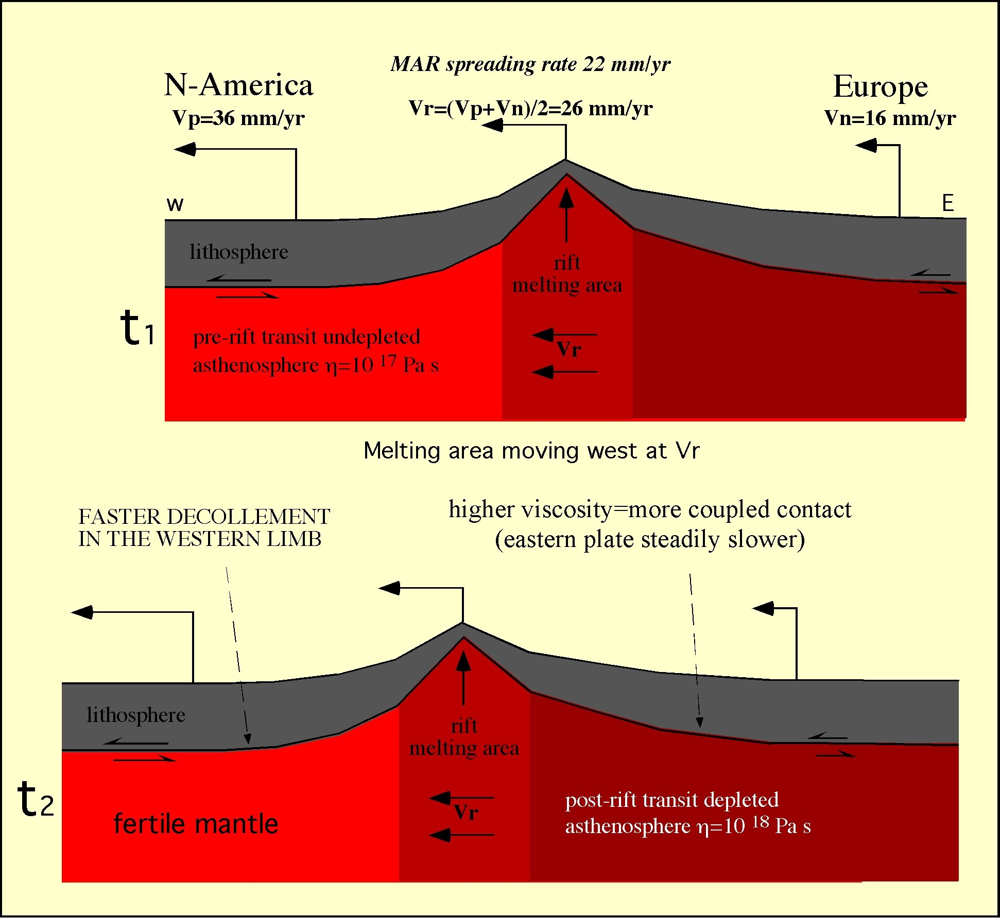 MAR spreading rate 22 mm/yr
N-America
Vp=36 mm/yr
Vr=(Vp+Vn)/2=26 mm/yr
Europe
Vn=16 mm/yr
W
E
lithosphere
rift
melting area
t1
pre-rift transit undepleted
asthenosphere η=10 17 Pa s
Vr
Melting area moving west at Vr
FASTER DECOLLEMENT
IN THE WESTERN LIMB
higher viscosity=more coupled contact
(eastern plate steadily slower)
lithosphere
rift
melting area
t2
fertile mantle
Vr
post-rift transit depleted
asthenosphere η=10 18 Pa s